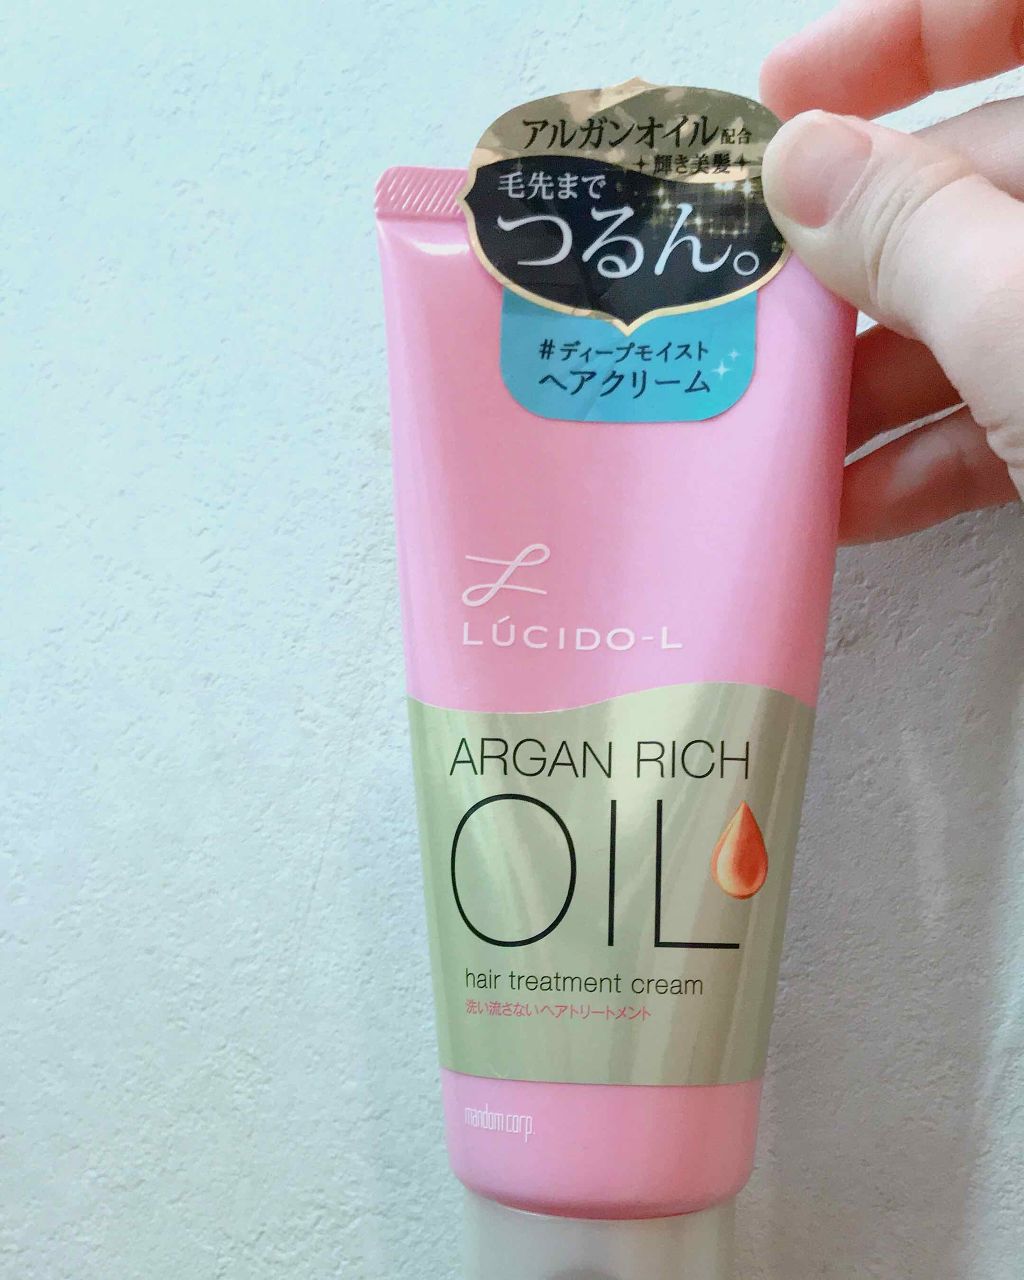 アルガンオイル配合
輝き美髪
毛先まで
つるん。
#ディープモイスト
ヘアクリーム
L
LÚCIDO-L
ARGAN RICH
OIL
hair treatment cream
洗い流さないヘアトリートメント
mandom corp.